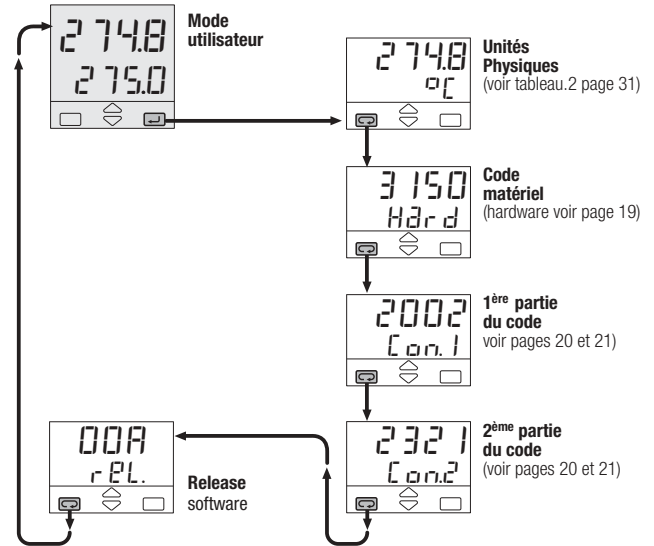 274.8
275.0
Mode
utilisateur
274.8
°C
Unités
Physiques
(voir tableau.2 page 31)
3150
Hard
Code
matériel
(hardware voir page 19)
2002
Con.1
1ère partie
du code
voir pages 20 et 21)
2321
Con.2
2ème partie
du code
(voir pages 20 et 21)
00A
rEL.
Release
software